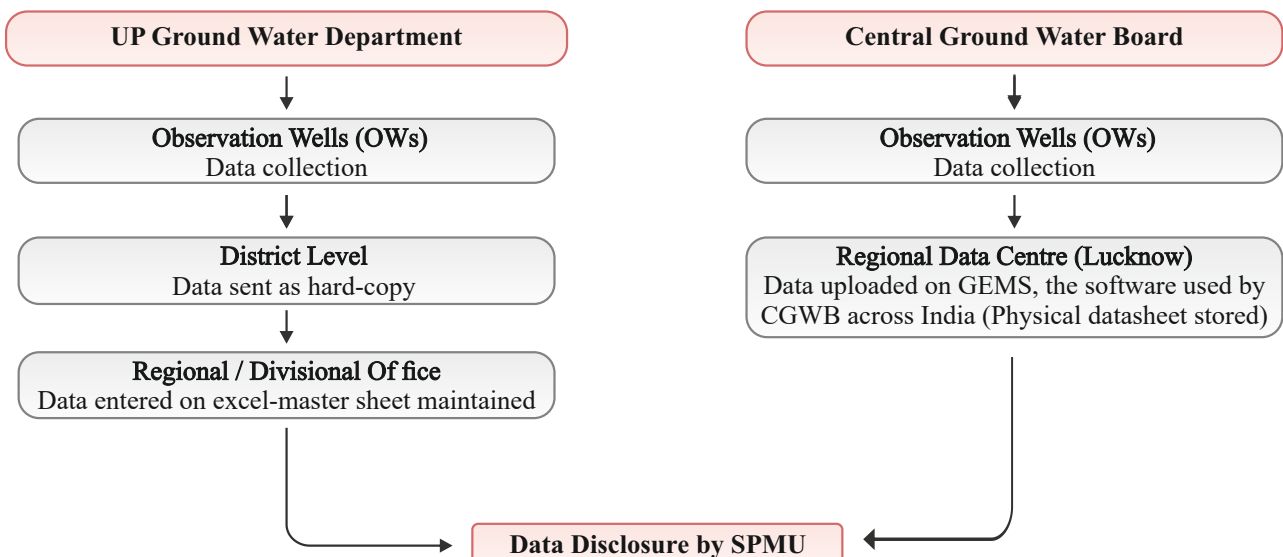 UP Ground Water Department
Observation Wells (OWs)
Data collection
District Level
Data sent as hard-copy
Regional / Divisional Of fice
Data entered on excel-master sheet maintained
Central Ground Water Board
Observation Wells (OWs)
Data collection
Regional Data Centre (Lucknow)
Data uploaded on GEMS, the software used by
CGWB across India (Physical datasheet stored)
Data Disclosure by SPMU